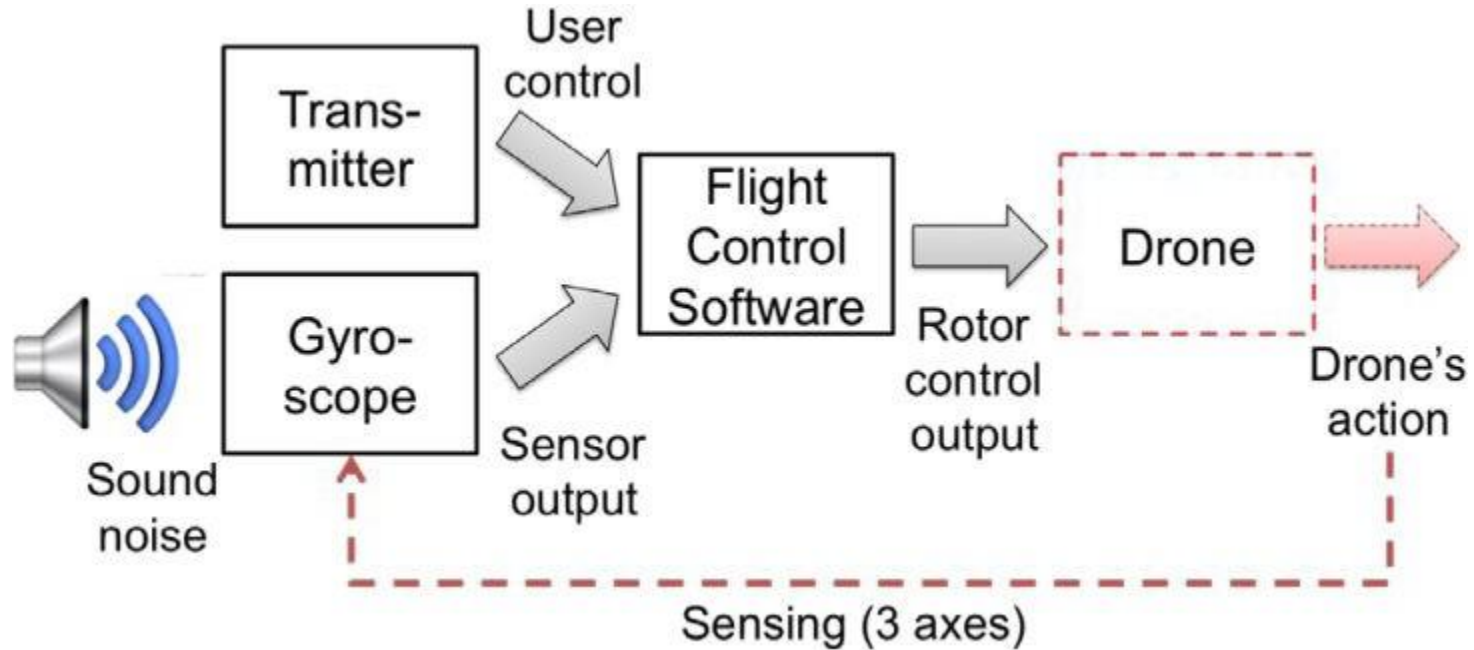 User
control
Trans-
mitter
Flight
Control
Software
Drone
Gyro-
scope
Sound
noise
Sensor
output
Rotor
control
output
Drone's
action
Sensing (3 axes)